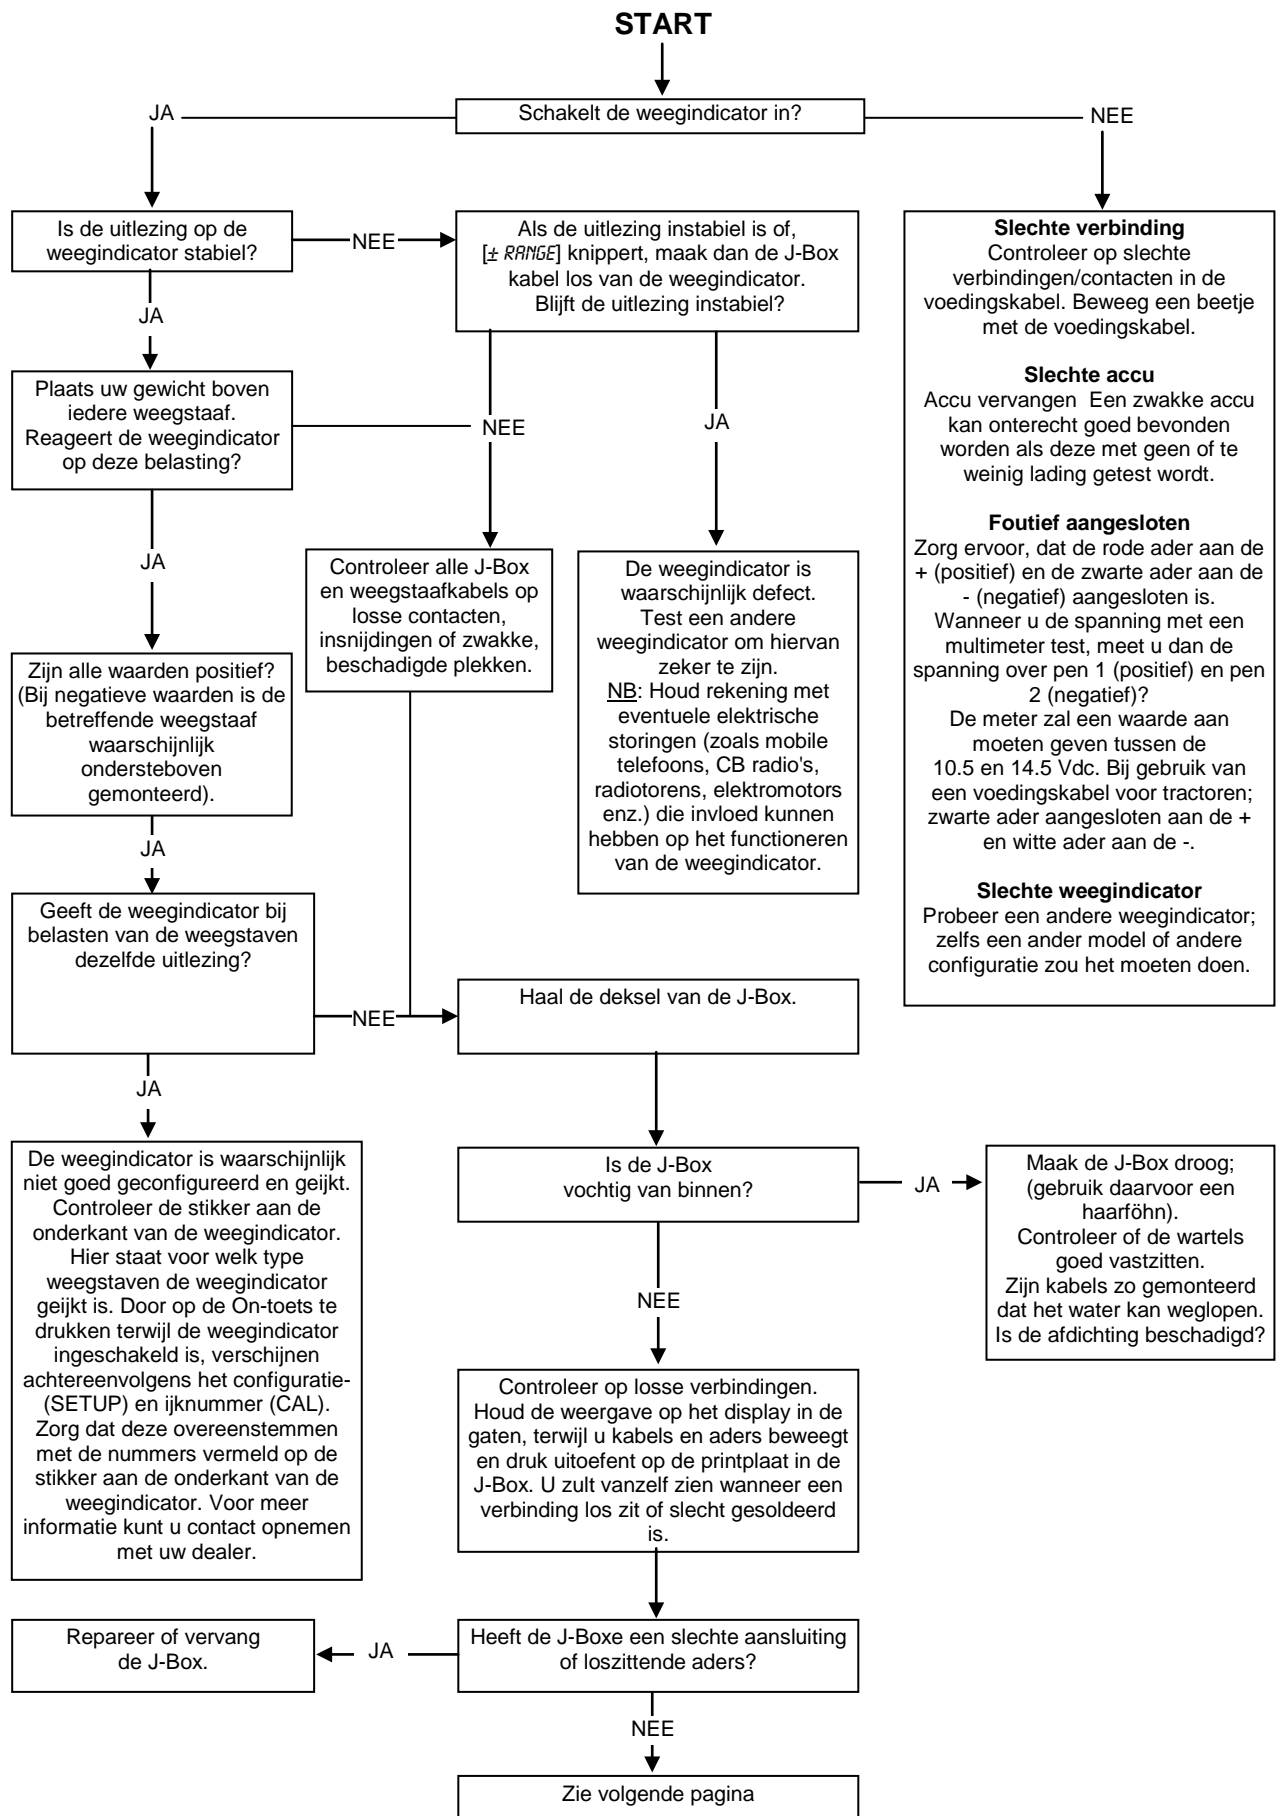 START
Schakelt de weegindicator in?
JA
NEE
Is de uitlezing op de
weegindicator stabiel?
NEE
Als de uitlezing instabiel is of,
[± RANGE] knippert, maak dan de J-Box
kabel los van de weegindicator.
Blijft de uitlezing instabiel?
Slechte verbinding
Controleer op slechte
verbindingen/contacten in de
voedingskabel. Beweeg een beetje
met de voedingskabel.
Slechte accu
Accu vervangen  Een zwakke accu
kan onterecht goed bevonden
worden als deze met geen of te
weinig lading getest wordt.
Foutief aangesloten
Zorg ervoor, dat de rode ader aan de
+ (positief) en de zwarte ader aan de
- (negatief) aangesloten is.
Wanneer u de spanning met een
multimeter test, meet u dan de
spanning over pen 1 (positief) en pen
2 (negatief)?
De meter zal een waarde aan
moeten geven tussen de
10.5 en 14.5 Vdc. Bij gebruik van
een voedingskabel voor tractoren;
zwarte ader aangesloten aan de +
en witte ader aan de -.
Slechte weegindicator
Probeer een andere weegindicator;
zelfs een ander model of andere
configuratie zou het moeten doen.
JA
Plaats uw gewicht boven
iedere weegstaaf.
Reageert de weegindicator
op deze belasting?
NEE
JA
JA
Controleer alle J-Box
en weegstaafkabels op
losse contacten,
insnijdingen of zwakke,
beschadigde plekken.
De weegindicator is
waarschijnlijk defect.
Test een andere
weegindicator om hiervan
zeker te zijn.
NB: Houd rekening met
eventuele elektrische
storingen (zoals mobile
telefoons, CB radio's,
radiotorens, elektromotors
enz.) die invloed kunnen
hebben op het functioneren
van de weegindicator.
Zijn alle waarden positief?
(Bij negatieve waarden is de
betreffende weegstaaf
waarschijnlijk
ondersteboven
gemonteerd).
JA
Geeft de weegindicator bij
belasten van de weegstaven
dezelfde uitlezing?
NEE
Haal de deksel van de J-Box.
JA
De weegindicator is waarschijnlijk
niet goed geconfigureerd en geijkt.
Controleer de stikker aan de
onderkant van de weegindicator.
Hier staat voor welk type
weegstaven de weegindicator
geijkt is. Door op de On-toets te
drukken terwijl de weegindicator
ingeschakeld is, verschijnen
achtereenvolgens het configuratie-
(SETUP) en ijknummer (CAL).
Zorg dat deze overeenstemmen
met de nummers vermeld op de
stikker aan de onderkant van de
weegindicator. Voor meer
informatie kunt u contact opnemen
met uw dealer.
Is de J-Box
vochtig van binnen?
JA
Maak de J-Box droog;
(gebruik daarvoor een
haarföhn).
Controleer of de wartels
goed vastzitten.
Zijn kabels zo gemonteerd
dat het water kan weglopen.
Is de afdichting beschadigd?
NEE
Controleer op losse verbindingen.
Houd de weergave op het display in de
gaten, terwijl u kabels en aders beweegt
en druk uitoefent op de printplaat in de
J-Box. U zult vanzelf zien wanneer een
verbinding los zit of slecht gesoldeerd
is.
Heeft de J-Boxe een slechte aansluiting
of loszittende aders?
JA
Repareer of vervang
de J-Box.
NEE
Zie volgende pagina